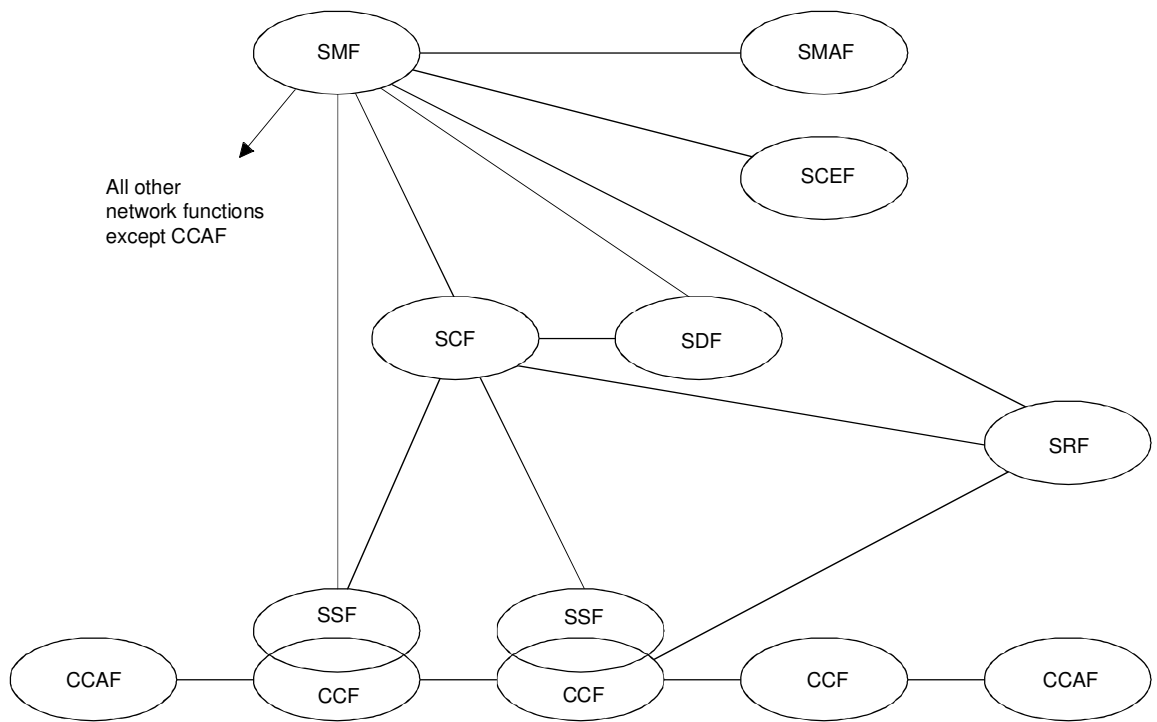 SMF
SMAF
SCEF
All other
network functions
except CCAF
SCF
SDF
SRF
SSF
SSF
CCAF
CCF
CCF
CCF
CCAF